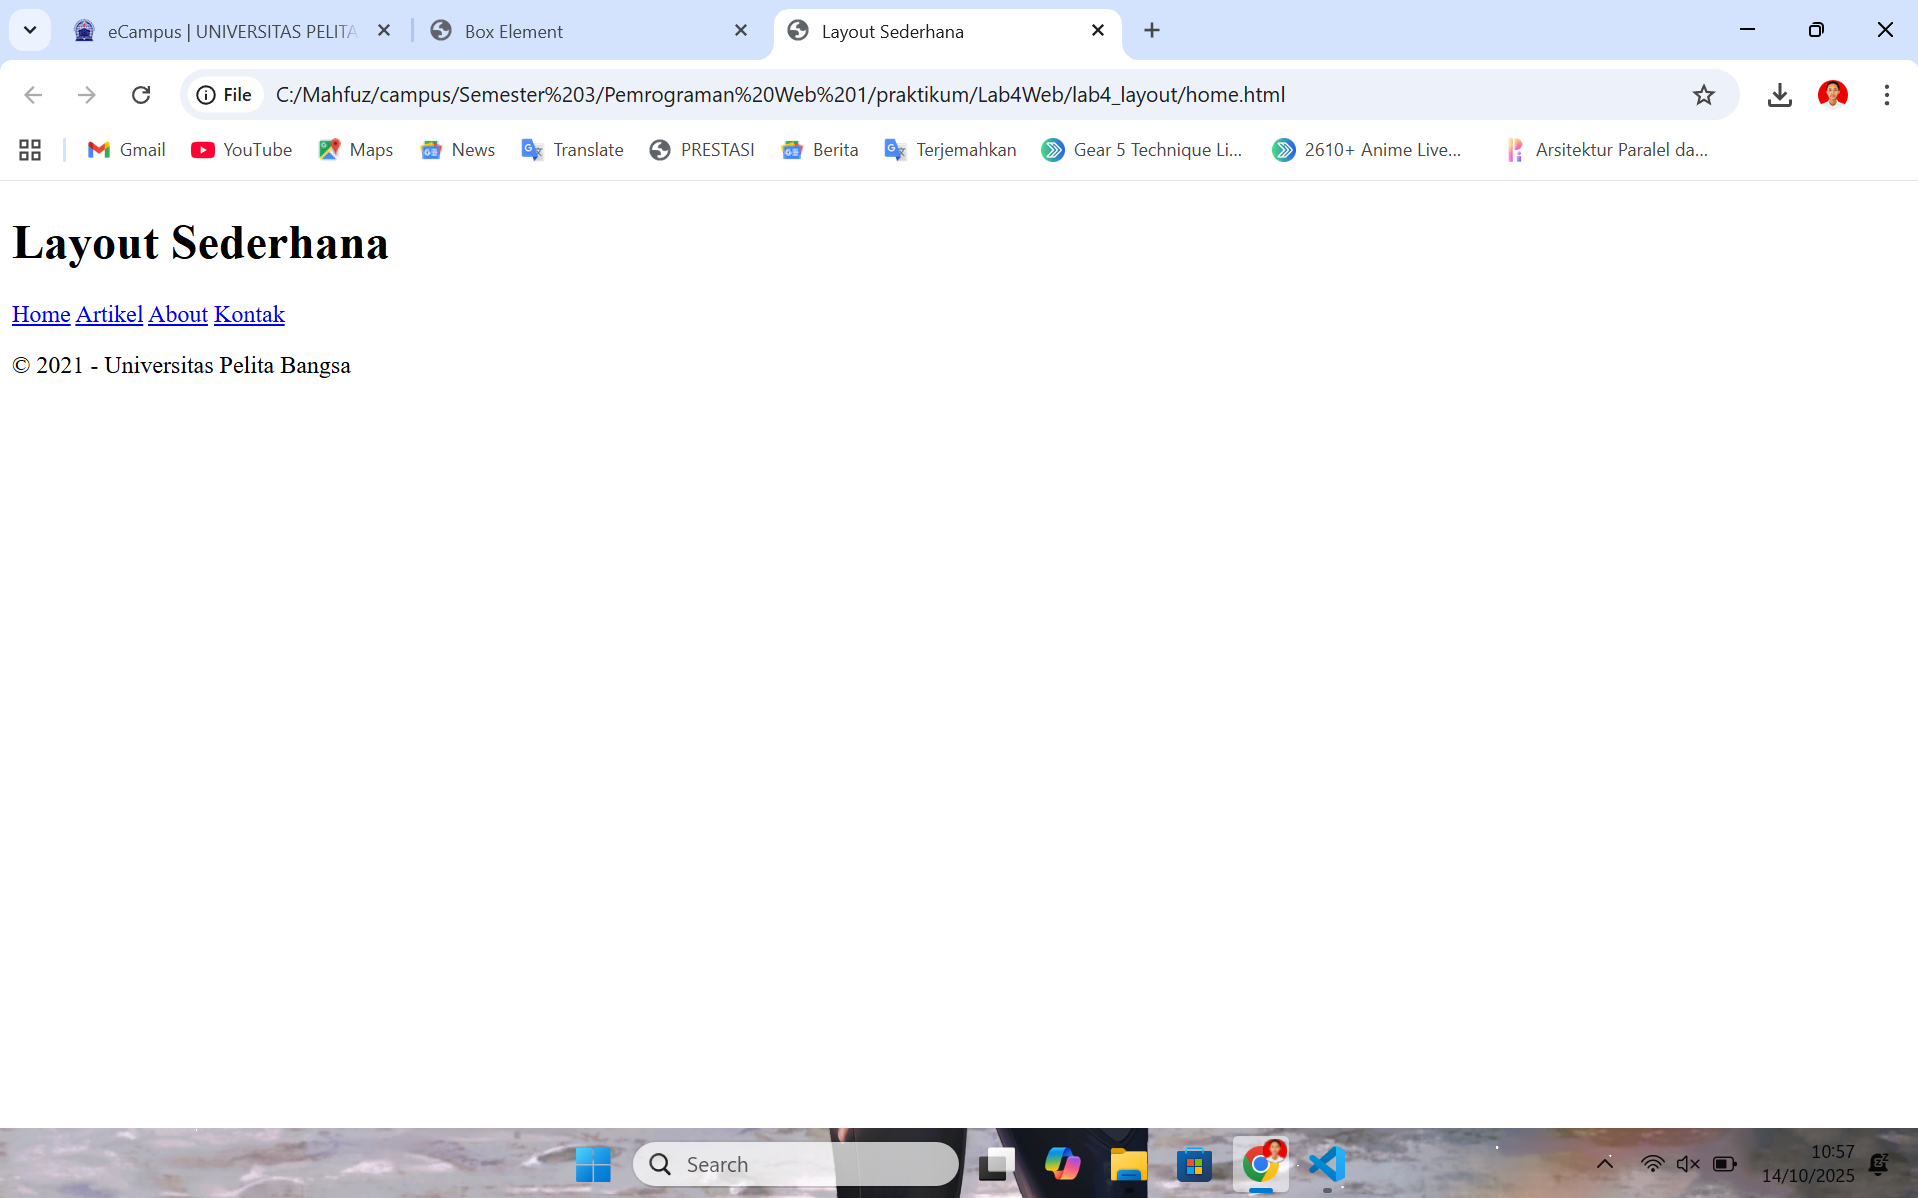 eCampus | UNIVERSITAS PELITA
Box Element
Layout Sederhana
File
C:/Mahfuz/campus/Semester%203/Pemrograman%20Web%201/praktikum/Lab4Web/lab4_layout/home.html
Gmail
YouTube
Maps
News
Translate
PRESTASI
Berita
Terjemahkan
Gear 5 Technique Li...
2610+ Anime Live...
Arsitektur Paralel da...
Layout Sederhana
Home Artikel About Kontak
© 2021 - Universitas Pelita Bangsa
Search
10:57
14/10/2025